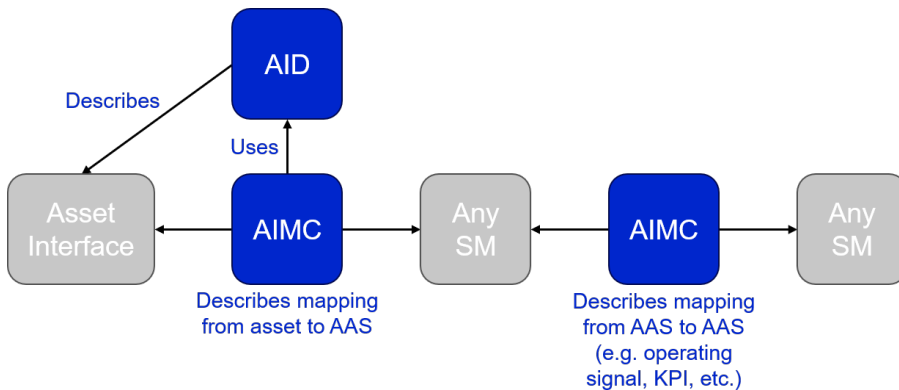 AID
Describes
Uses
Asset
Interface
AIMC
Any
SM
AIMC
Any
SM
Describes mapping
from asset to AAS
Describes mapping
from AAS to AAS
(e.g. operating
signal, KPI, etc.)